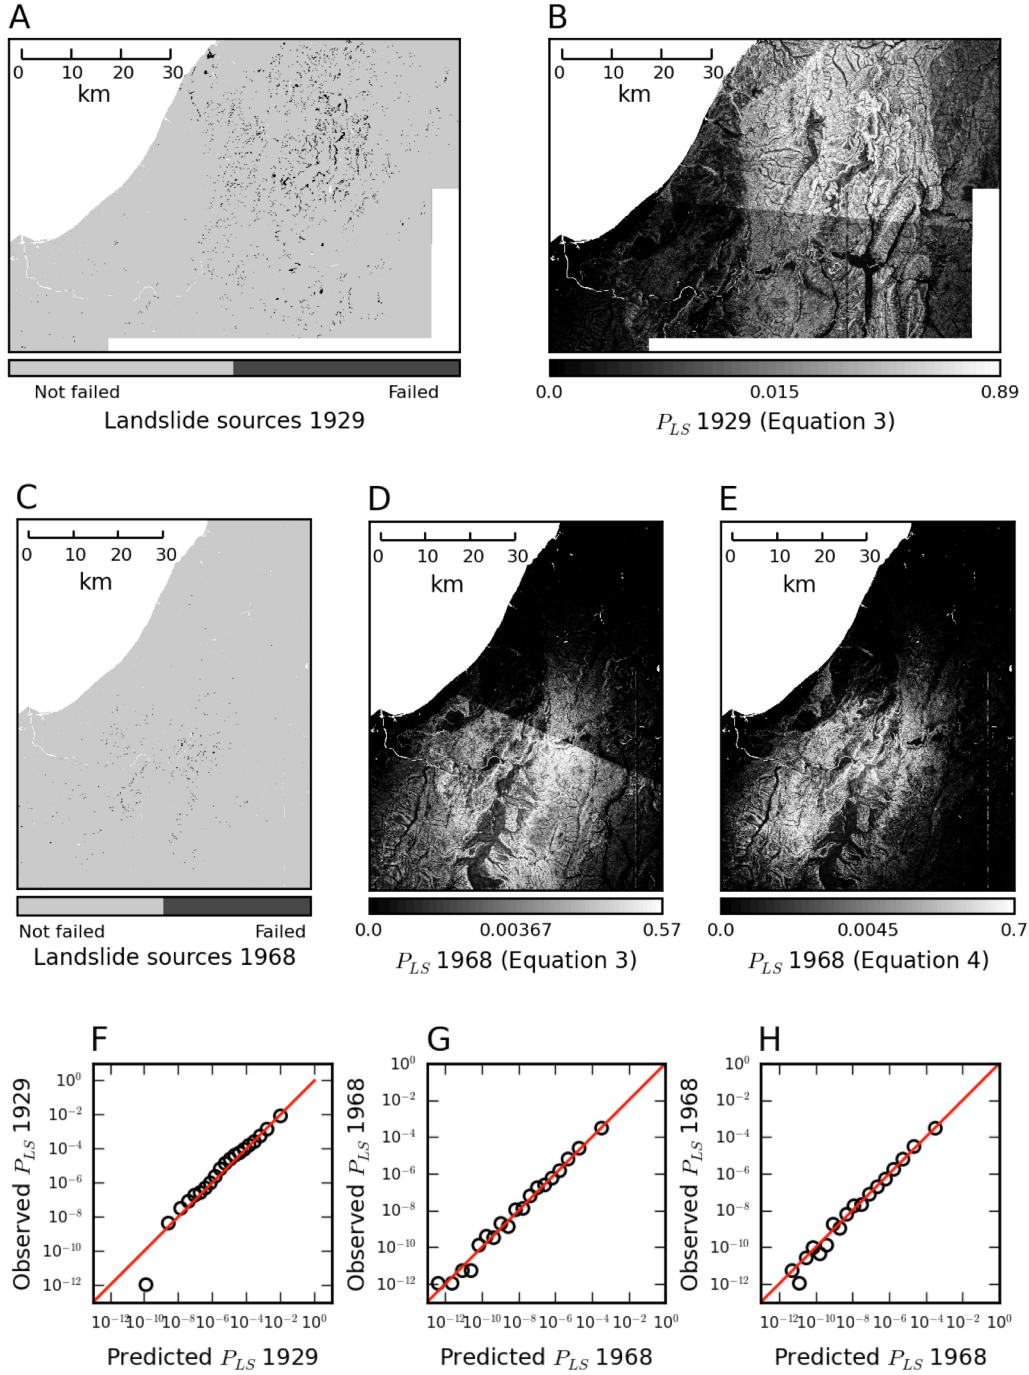 A
B
0 10 20 30
km
0 10 20 30
km
Not failed Failed
Landslide sources 1929
0.0 0.015 0.89
P_LS 1929 (Equation 3)
C
D
E
0 10 20 30
km
0 10 20 30
km
0 10 20 30
km
Not failed Failed
Landslide sources 1968
0.0 0.00367 0.57
P_LS 1968 (Equation 3)
0.0 0.0045 0.7
P_LS 1968 (Equation 4)
F
G
H
Observed P_LS 1929
10^0
10^-2
10^-4
10^-6
10^-8
10^-10
10^-12
10^-12 10^-10 10^-8 10^-6 10^-4 10^-2 10^0
Predicted P_LS 1929
Observed P_LS 1968
10^0
10^-2
10^-4
10^-6
10^-8
10^-10
10^-12
10^-12 10^-10 10^-8 10^-6 10^-4 10^-2 10^0
Predicted P_LS 1968
Observed P_LS 1968
10^0
10^-2
10^-4
10^-6
10^-8
10^-10
10^-12
10^-12 10^-10 10^-8 10^-6 10^-4 10^-2 10^0
Predicted P_LS 1968